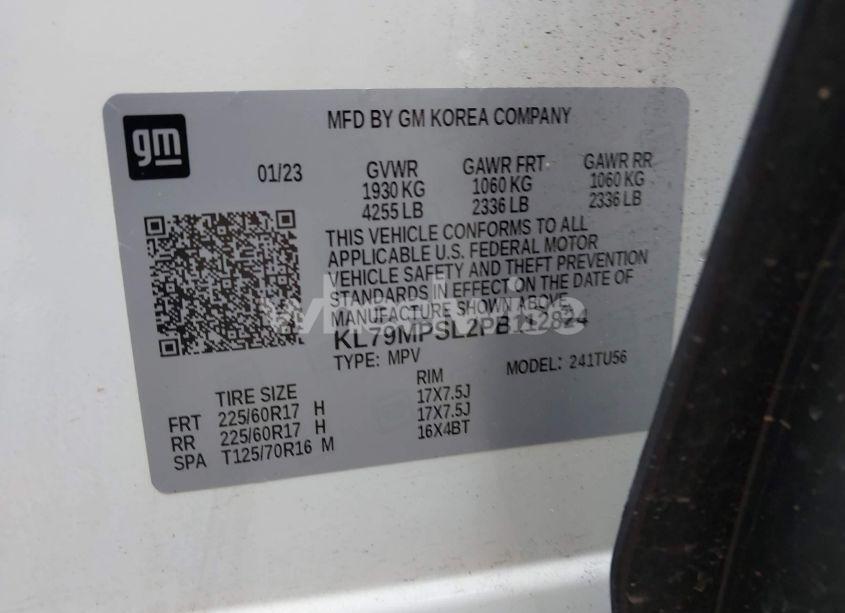 gm
MFD BY GM KOREA COMPANY
01/23
GVWR GAWR FRT GAWR RR
1930 KG 1060 KG 1060 KG
4255 LB 2336 LB 2336 LB
THIS VEHICLE CONFORMS TO ALL
APPLICABLE U.S. FEDERAL MOTOR
VEHICLE SAFETY AND THEFT PREVENTION
STANDARDS IN EFFECT ON THE DATE OF
MANUFACTURE SHOWN ABOVE.
KL79MPSL2PB112824
TYPE: MPV MODEL: 241TU56
TIRE SIZE RIM
FRT 225/60R17 H 17X7.5J
RR 225/60R17 H 17X7.5J
SPA T125/70R16 M 16X4BT